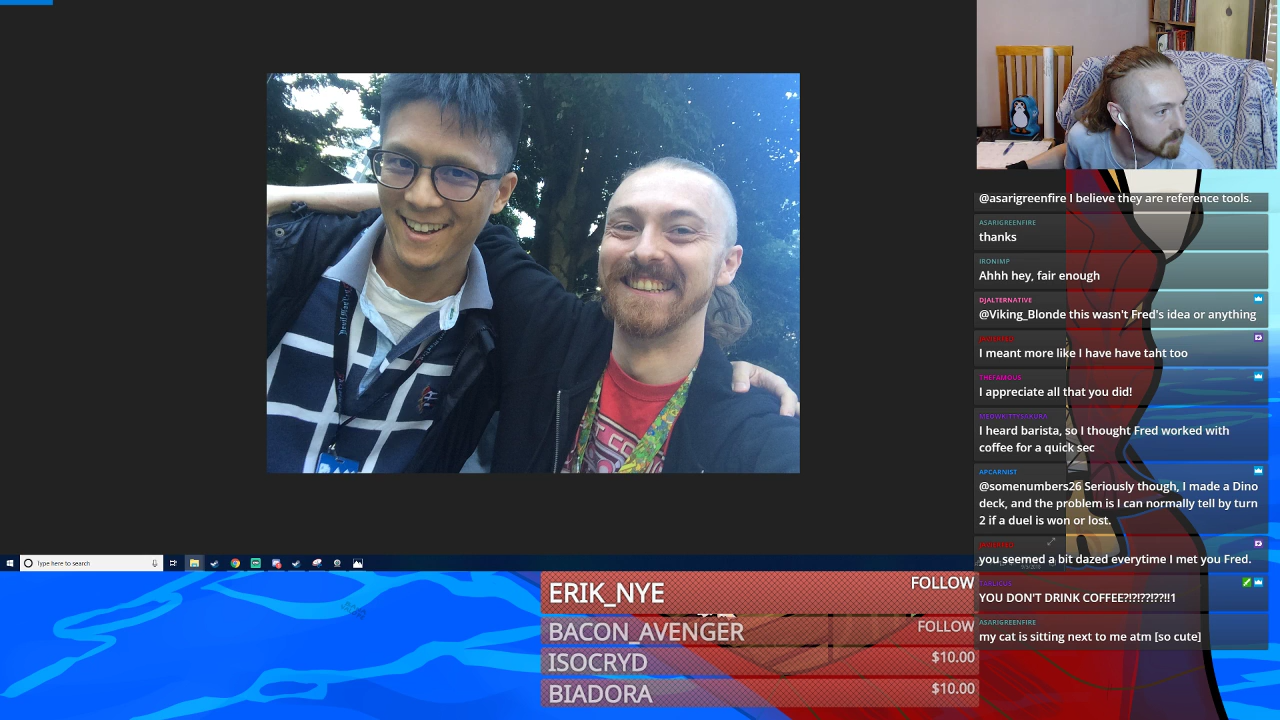 @asarigreenfire I believe they are reference tools.
ASARIGREENFIRE
thanks
IRONIMP
Ahhh hey, fair enough
DJALTERNATIVE
@Viking_Blonde this wasn't Fred's idea or anything
I meant more like I have have taht too
THEFAMOUS
I appreciate all that you did!
MEOWKITTYSAKURA
I heard barista, so I thought Fred worked with
coffee for a quick sec
APCARNIST
@somenumbers26 Seriously though, I made a Dino
deck, and the problem is I can normally tell by turn
2 if a duel is won or lost.
you seemed a bit dazed everytime I met you Fred.
YOU DON'T DRINK COFFEE?!?!??!??!!1
ASARIGREENFIRE
my cat is sitting next to me atm [so cute]
Type here to search
ERIK_NYE FOLLOW
BACON_AVENGER FOLLOW
ISOCRYD $10.00
BIADORA $10.00